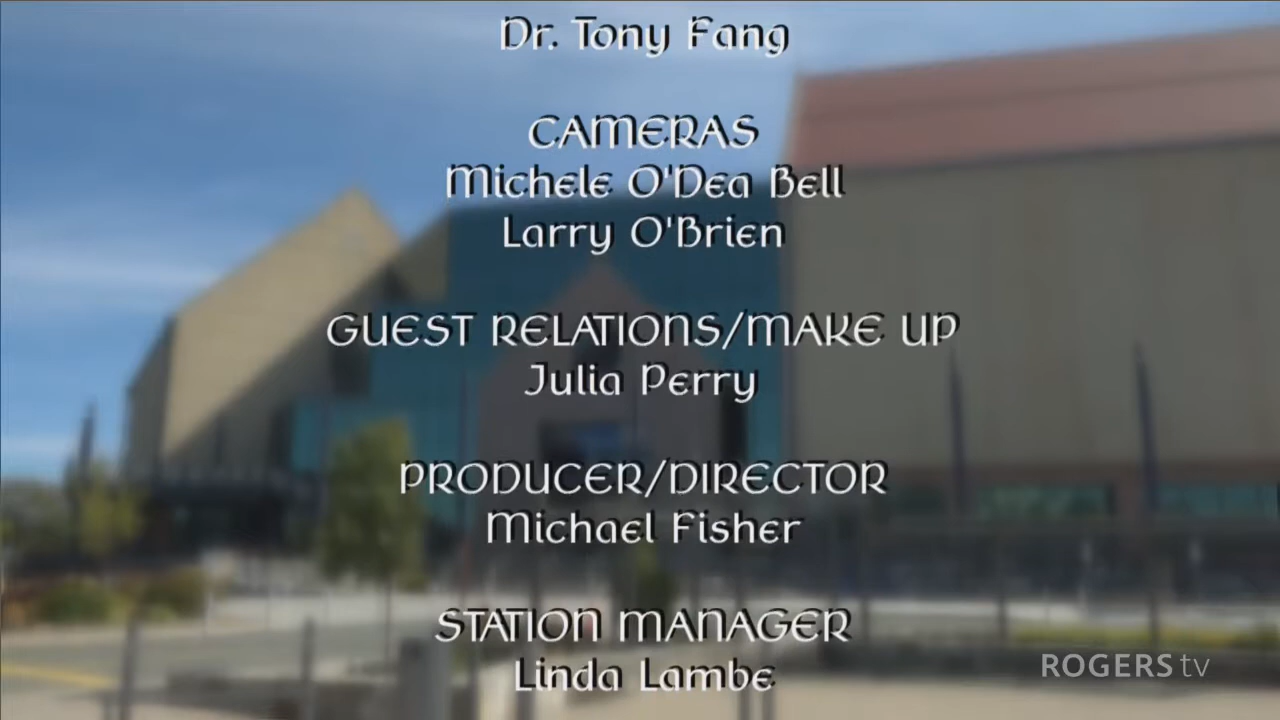 Dr. Tony Fang
CAMERAS
Michele O'Dea Bell
Larry O'Brien
GUEST RELATIONS/MAKE UP
Julia Perry
PRODUCER/DIRECTOR
Michael Fisher
STATION MANAGER
Linda Lambe
ROGERS tv